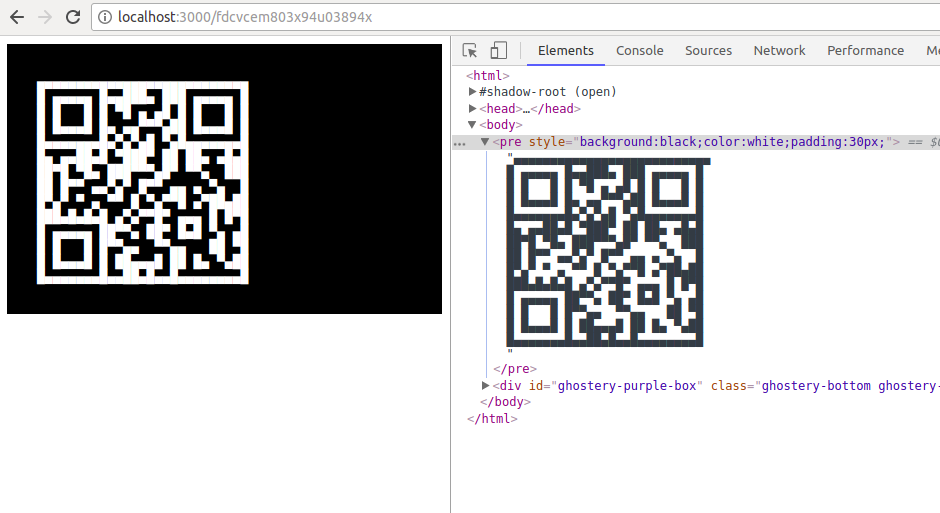 localhost:3000/fdcvcem803x94u03894x
Elements Console Sources Network Performance
<html>
▶#shadow-root (open)
▶<head>…</head>
▼<body>
… ▼<pre style="background:black;color:white;padding:30px;"> == $0
"
"
</pre>
▶<div id="ghostery-purple-box" class="ghostery-bottom ghostery-
</body>
</html>